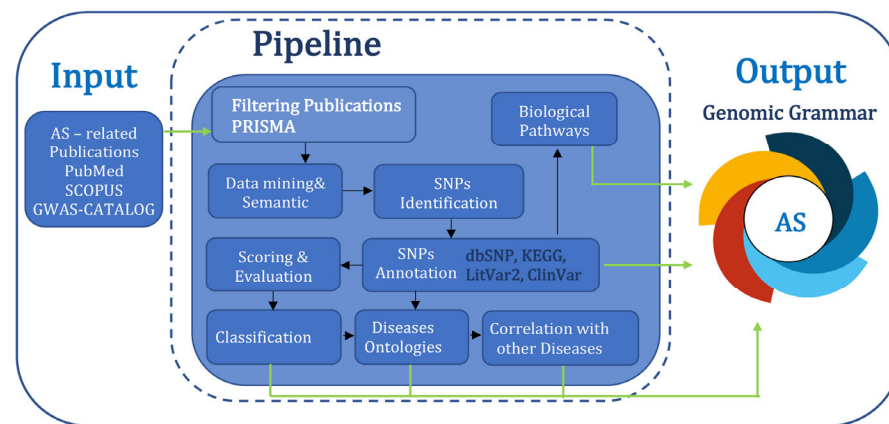 Pipeline
Input
AS – related
Publications
PubMed
SCOPUS
GWAS-CATALOG
Filtering Publications
PRISMA
Biological
Pathways
Data mining&
Semantic
SNPs
Identification
Scoring &
Evaluation
SNPs
Annotation
dbSNP, KEGG,
LitVar2, ClinVar
Classification
Diseases
Ontologies
Correlation with
other Diseases
Output
Genomic Grammar
AS